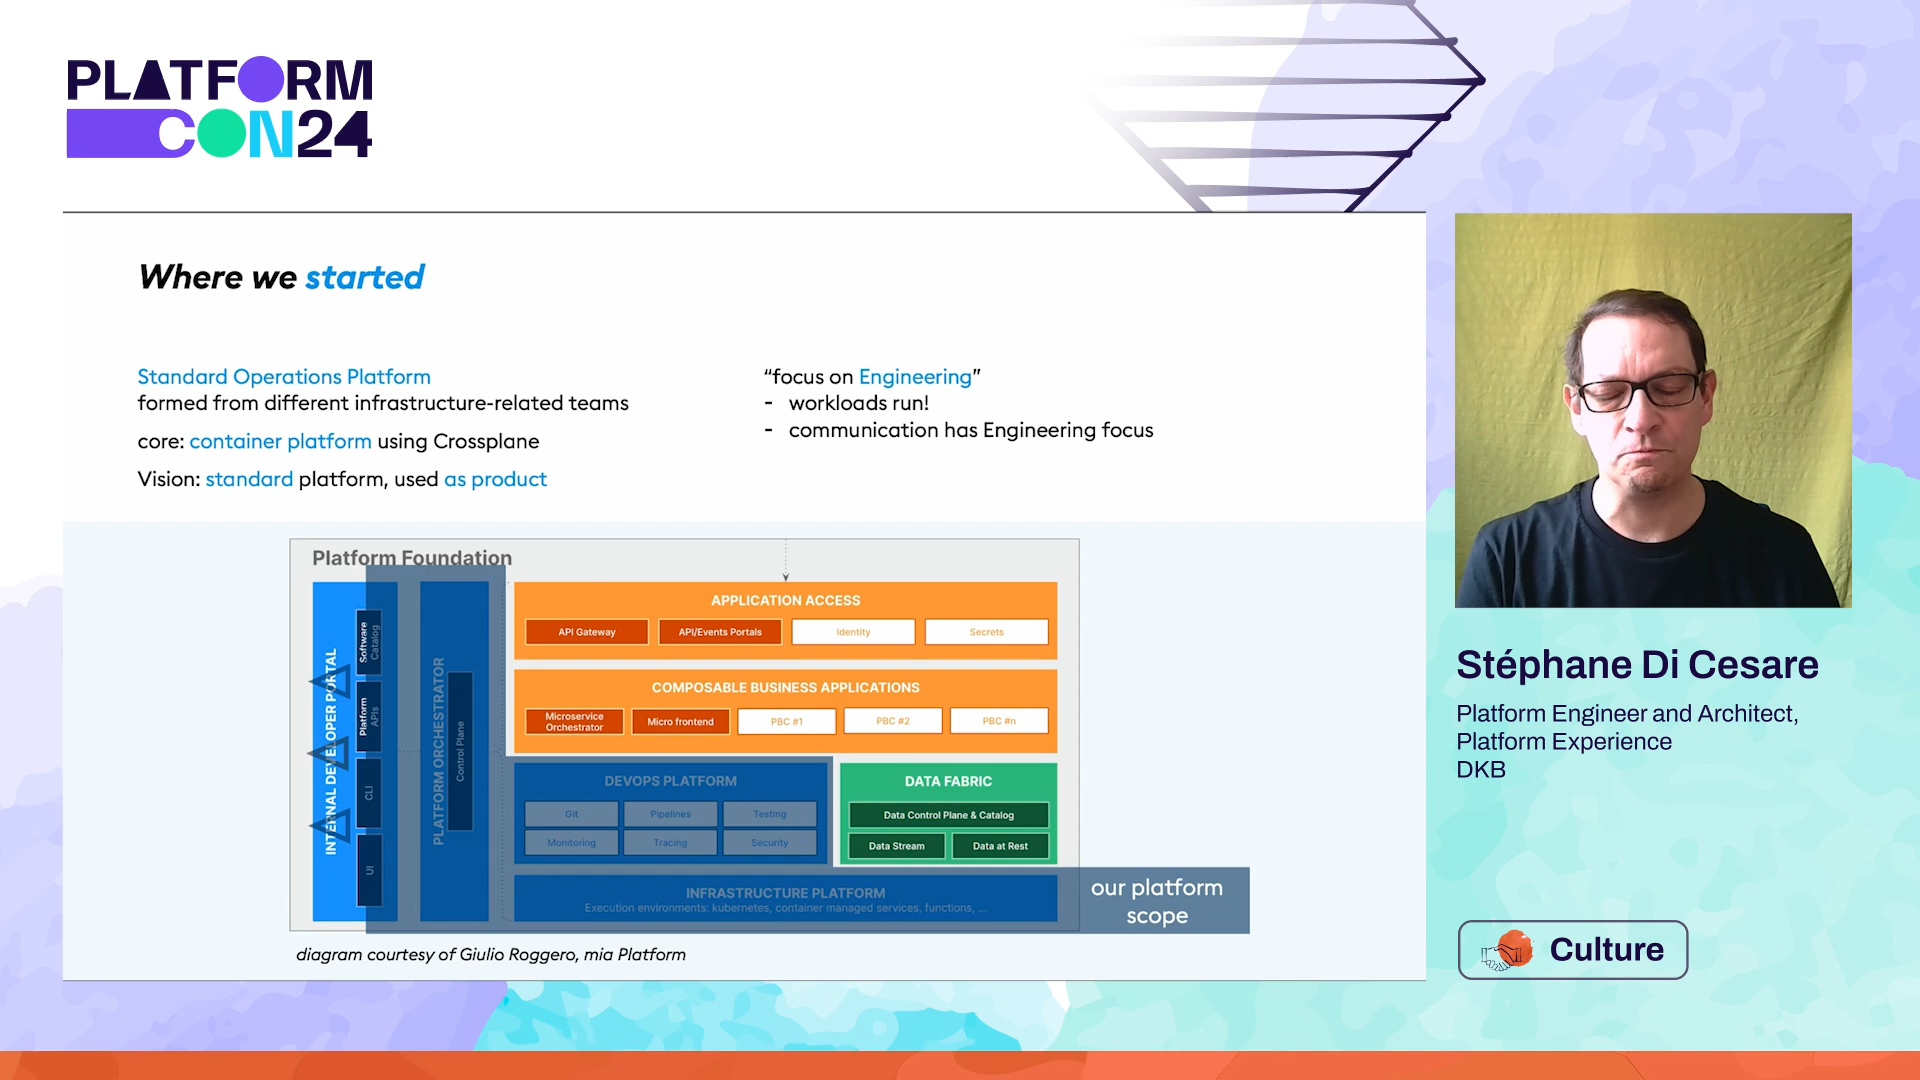 PLATFORM
CON24
Where we started
Standard Operations Platform
formed from different infrastructure-related teams
core: container platform using Crossplane
Vision: standard platform, used as product
“focus on Engineering”
- workloads run!
- communication has Engineering focus
Platform Foundation
INTERNAL DEVELOPER PORTAL
Software
Catalog
Platform
APIs
CLI
UI
PLATFORM ORCHESTRATOR
Control Plane
APPLICATION ACCESS
API Gateway
API/Events Portals
Identity
Secrets
COMPOSABLE BUSINESS APPLICATIONS
Microservice
Orchestrator
Micro frontend
PBC #1
PBC #2
PBC #n
DEVOPS PLATFORM
Git
Pipelines
Testing
Monitoring
Tracing
Security
DATA FABRIC
Data Control Plane & Catalog
Data Stream
Data at Rest
INFRASTRUCTURE PLATFORM
Execution environments: kubernetes, container managed services, functions, ...
our platform
scope
diagram courtesy of Giulio Roggero, mia Platform
Stéphane Di Cesare
Platform Engineer and Architect,
Platform Experience
DKB
Culture